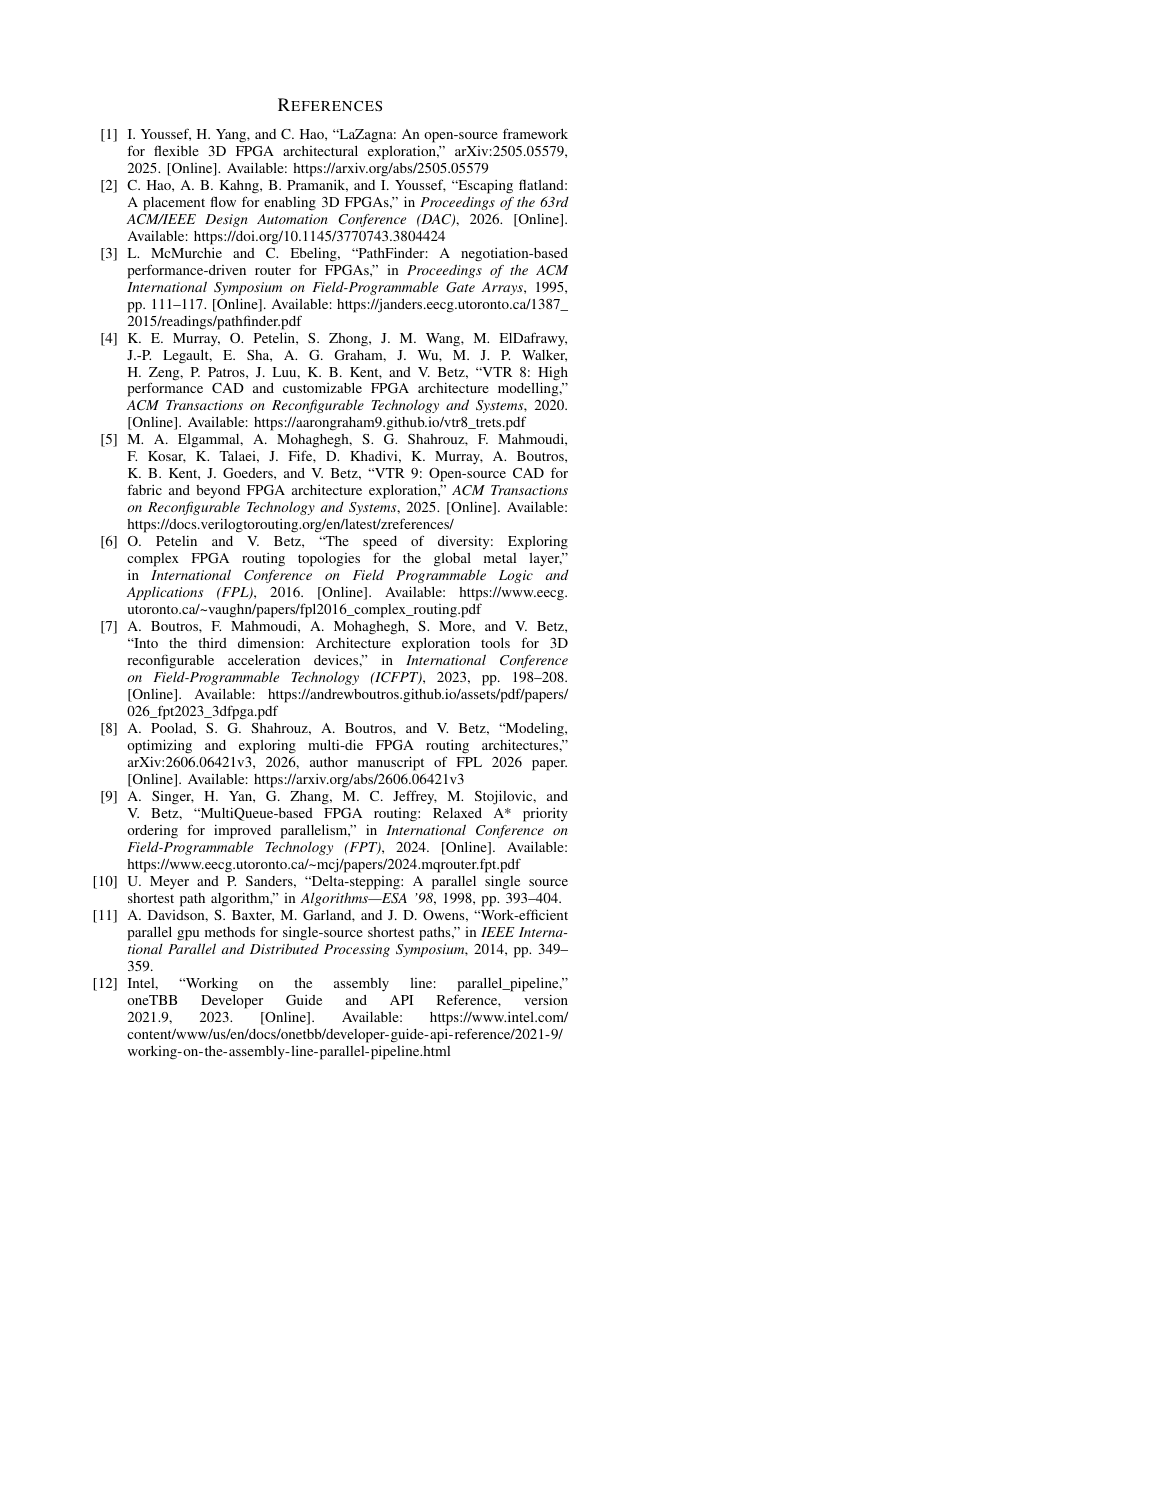 REFERENCES
[1] I. Youssef, H. Yang, and C. Hao, “LaZagna: An open-source framework
for flexible 3D FPGA architectural exploration,” arXiv:2505.05579,
2025. [Online]. Available: https://arxiv.org/abs/2505.05579
[2] C. Hao, A. B. Kahng, B. Pramanik, and I. Youssef, “Escaping flatland:
A placement flow for enabling 3D FPGAs,” in Proceedings of the 63rd
ACM/IEEE Design Automation Conference (DAC), 2026. [Online].
Available: https://doi.org/10.1145/3770743.3804424
[3] L. McMurchie and C. Ebeling, “PathFinder: A negotiation-based
performance-driven router for FPGAs,” in Proceedings of the ACM
International Symposium on Field-Programmable Gate Arrays, 1995,
pp. 111–117. [Online]. Available: https://janders.eecg.utoronto.ca/1387_
2015/readings/pathfinder.pdf
[4] K. E. Murray, O. Petelin, S. Zhong, J. M. Wang, M. ElDafrawy,
J.-P. Legault, E. Sha, A. G. Graham, J. Wu, M. J. P. Walker,
H. Zeng, P. Patros, J. Luu, K. B. Kent, and V. Betz, “VTR 8: High
performance CAD and customizable FPGA architecture modelling,”
ACM Transactions on Reconfigurable Technology and Systems, 2020.
[Online]. Available: https://aarongraham9.github.io/vtr8_trets.pdf
[5] M. A. Elgammal, A. Mohaghegh, S. G. Shahrouz, F. Mahmoudi,
F. Kosar, K. Talaei, J. Fife, D. Khadivi, K. Murray, A. Boutros,
K. B. Kent, J. Goeders, and V. Betz, “VTR 9: Open-source CAD for
fabric and beyond FPGA architecture exploration,” ACM Transactions
on Reconfigurable Technology and Systems, 2025. [Online]. Available:
https://docs.verilogtorouting.org/en/latest/zreferences/
[6] O. Petelin and V. Betz, “The speed of diversity: Exploring
complex FPGA routing topologies for the global metal layer,”
in International Conference on Field Programmable Logic and
Applications (FPL), 2016. [Online]. Available: https://www.eecg.
utoronto.ca/~vaughn/papers/fpl2016_complex_routing.pdf
[7] A. Boutros, F. Mahmoudi, A. Mohaghegh, S. More, and V. Betz,
“Into the third dimension: Architecture exploration tools for 3D
reconfigurable acceleration devices,” in International Conference
on Field-Programmable Technology (ICFPT), 2023, pp. 198–208.
[Online]. Available: https://andrewboutros.github.io/assets/pdf/papers/
026_fpt2023_3dfpga.pdf
[8] A. Poolad, S. G. Shahrouz, A. Boutros, and V. Betz, “Modeling,
optimizing and exploring multi-die FPGA routing architectures,”
arXiv:2606.06421v3, 2026, author manuscript of FPL 2026 paper.
[Online]. Available: https://arxiv.org/abs/2606.06421v3
[9] A. Singer, H. Yan, G. Zhang, M. C. Jeffrey, M. Stojilovic, and
V. Betz, “MultiQueue-based FPGA routing: Relaxed A* priority
ordering for improved parallelism,” in International Conference on
Field-Programmable Technology (FPT), 2024. [Online]. Available:
https://www.eecg.utoronto.ca/~mcj/papers/2024.mqrouter.fpt.pdf
[10] U. Meyer and P. Sanders, “Delta-stepping: A parallel single source
shortest path algorithm,” in Algorithms—ESA ’98, 1998, pp. 393–404.
[11] A. Davidson, S. Baxter, M. Garland, and J. D. Owens, “Work-efficient
parallel gpu methods for single-source shortest paths,” in IEEE Interna-
tional Parallel and Distributed Processing Symposium, 2014, pp. 349–
359.
[12] Intel, “Working on the assembly line: parallel_pipeline,”
oneTBB Developer Guide and API Reference, version
2021.9, 2023. [Online]. Available: https://www.intel.com/
content/www/us/en/docs/onetbb/developer-guide-api-reference/2021-9/
working-on-the-assembly-line-parallel-pipeline.html